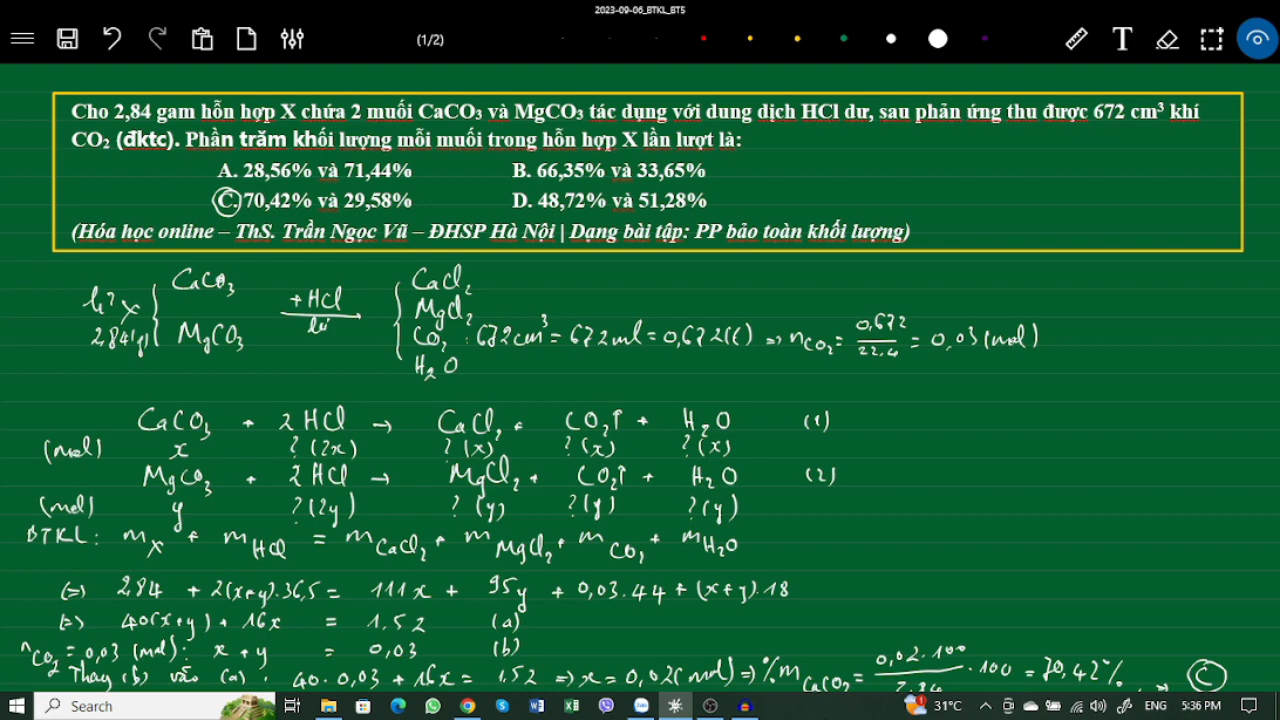 2023-09-06_BTKL_BT5
(1/2)
T
Cho 2,84 gam hỗn hợp X chứa 2 muối CaCO₃ và MgCO₃ tác dụng với dung dịch HCl dư, sau phản ứng thu được 672 cm³ khí
CO₂ (đktc). Phần trăm khối lượng mỗi muối trong hỗn hợp X lần lượt là:
A. 28,56% và 71,44% B. 66,35% và 33,65%
C. 70,42% và 29,58% D. 48,72% và 51,28%
(Hóa học online – ThS. Trần Ngọc Vũ – ĐHSP Hà Nội | Dạng bài tập: PP bảo toàn khối lượng)
CaCO₃ CaCl₂
X +HCl MgCl₂
2,84(g) MgCO₃ dư CO₂ : 672cm³ = 672ml = 0,672(l) => nCO₂ = 0,672/22,4 = 0,03(mol)
H₂O
CaCO₃ + 2HCl → CaCl₂ + CO₂↑ + H₂O (1)
(mol) x ?(2x) ?(x) ?(x) ?(x)
MgCO₃ + 2HCl → MgCl₂ + CO₂↑ + H₂O (2)
(mol) y ?(2y) ?(y) ?(y) ?(y)
BTKL: mX + mHCl = mCaCl₂ + mMgCl₂ + mCO₂ + mH₂O
(=) 2,84 + 2(x+y).36,5 = 111x + 95y + 0,03.44 + (x+y).18
(=) 40(x+y) + 16x = 1.52 (a)
nCO₂ = 0,03 (mol): x + y = 0,03 (b)
Thay (b) vào (a): 40.0,03 + 16x = 1.52 => x = 0,02(mol) => %mCaCO₃ = 0,02.100/2,84 .100 = 70,42% C
Search
31°C
5:36 PM